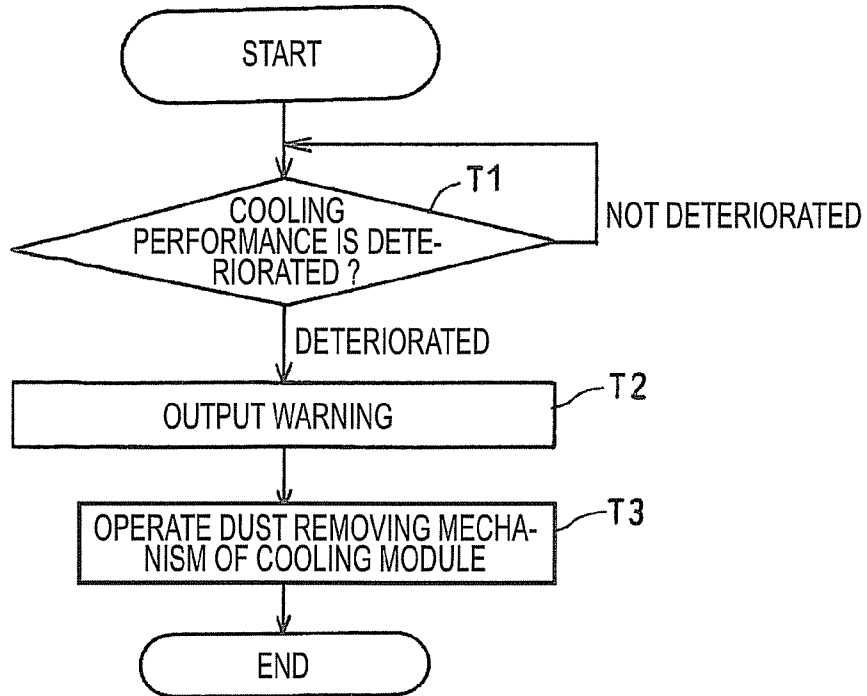 START
T1
COOLING
PERFORMANCE IS DETE-
RIORATED ?
NOT DETERIORATED
DETERIORATED
OUTPUT WARNING
T2
OPERATE DUST REMOVING MECHA-
NISM OF COOLING MODULE
T3
END